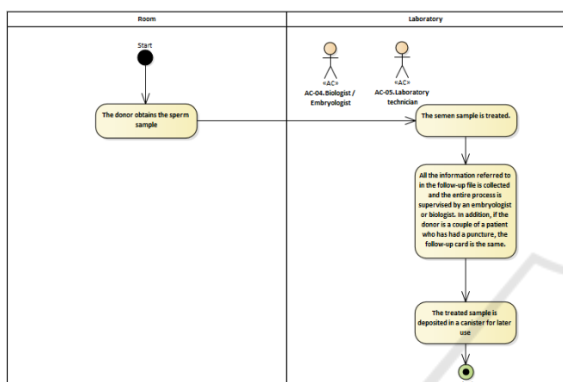 Room
Laboratory
Start
«AC»
AC-04.Biologist /
Embryologist
«AC»
AC-05.Laboratory
technician
The donor obtains the sperm
sample
The semen sample is treated.
All the information referred to
in the follow-up file is collected
and the entire process is
supervised by an embryologist
or biologist. In addition, if the
donor is a couple of a patient
who has had a puncture, the
follow-up card is the same.
The treated sample is
deposited in a canister for later
use